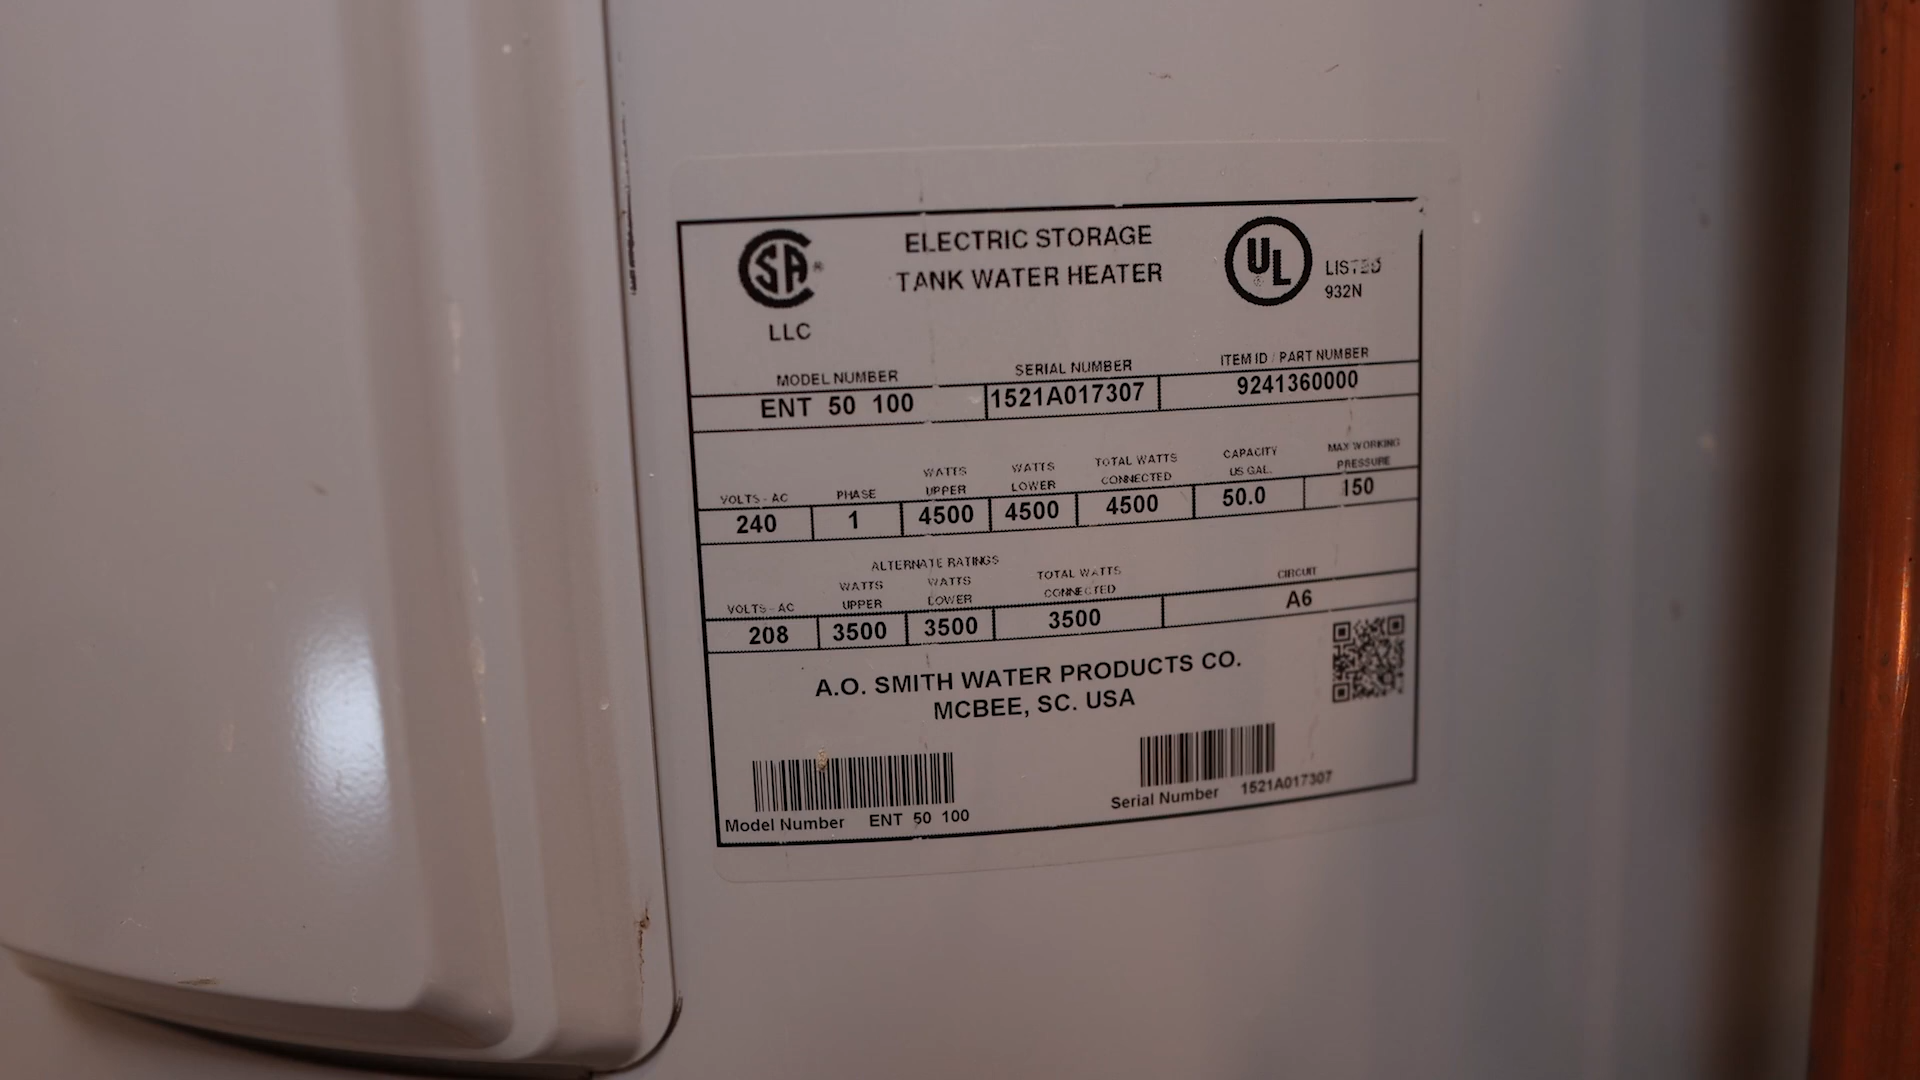 SA®
ELECTRIC STORAGE
TANK WATER HEATER
UL ®
LISTED
932N
LLC
MODEL NUMBER SERIAL NUMBER ITEM ID / PART NUMBER
ENT 50 100 1521A017307 9241360000
VOLTS - AC PHASE WATTS UPPER WATTS LOWER TOTAL WATTS CONNECTED CAPACITY US GAL. MAX WORKING PRESSURE
240 1 4500 4500 4500 50.0 150
ALTERNATE RATINGS
VOLTS - AC WATTS UPPER WATTS LOWER TOTAL WATTS CONNECTED CIRCUIT
208 3500 3500 3500 A6
A.O. SMITH WATER PRODUCTS CO.
MCBEE, SC. USA
Model Number ENT 50 100
Serial Number 1521A017307